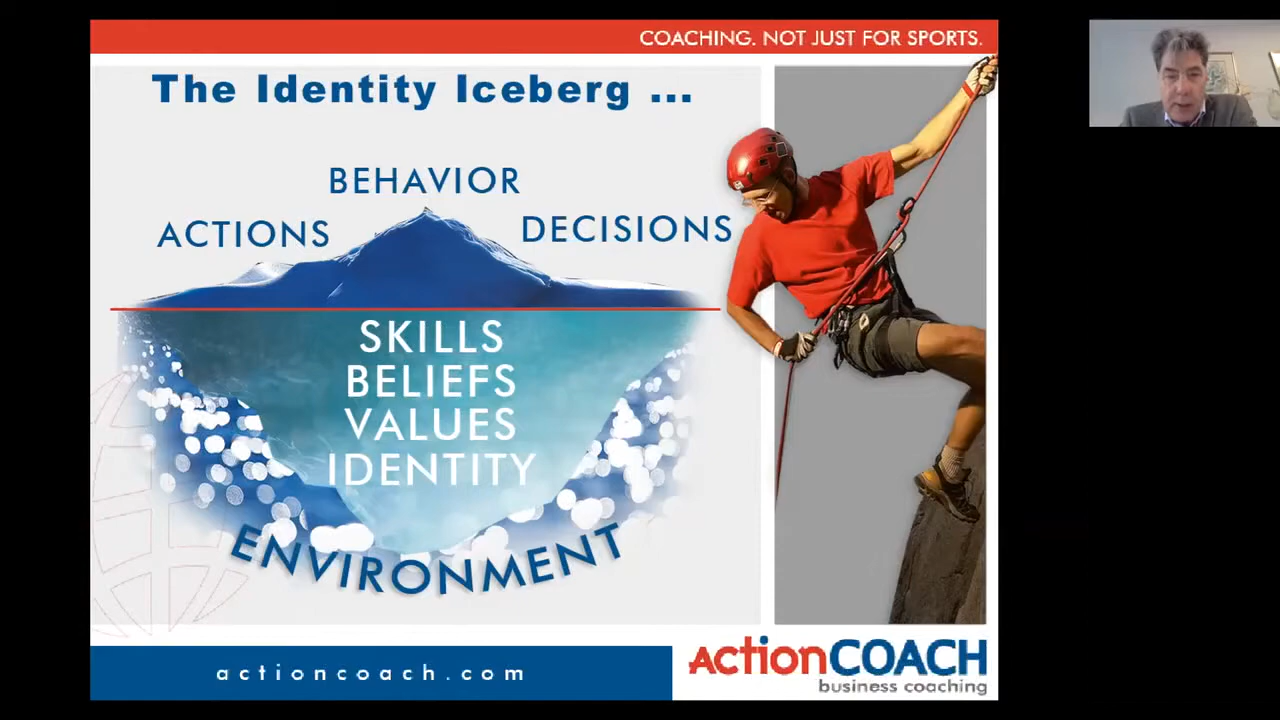 COACHING. NOT JUST FOR SPORTS.
The Identity Iceberg ...
BEHAVIOR
ACTIONS
DECISIONS
SKILLS
BELIEFS
VALUES
IDENTITY
ENVIRONMENT
actioncoach.com
ActionCOACH
business coaching